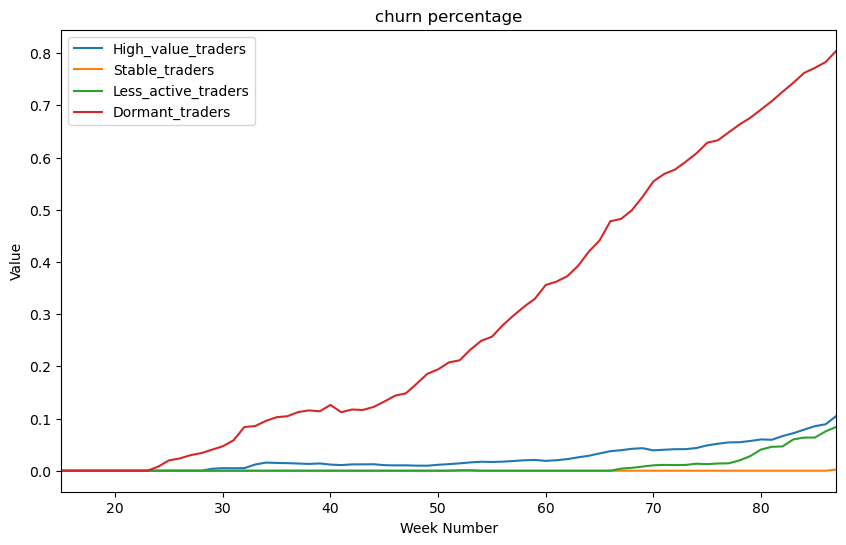 churn percentage
High_value_traders
Stable_traders
Less_active_traders
Dormant_traders
Value
0.8
0.7
0.6
0.5
0.4
0.3
0.2
0.1
0.0
20 30 40 50 60 70 80
Week Number